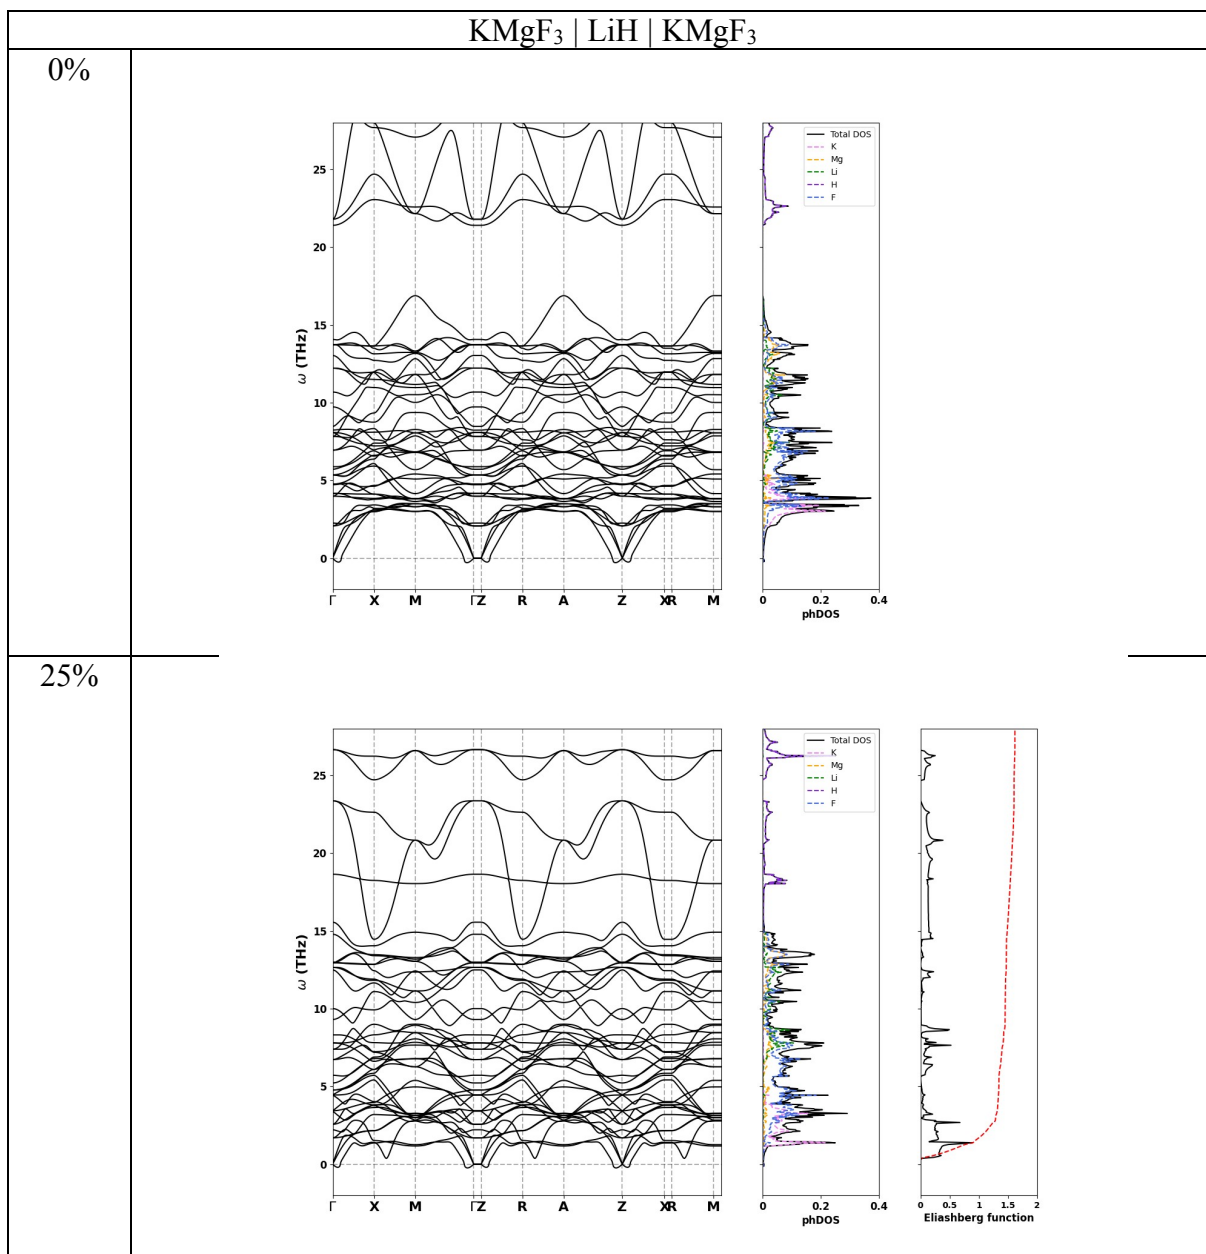 KMgF₃ | LiH | KMgF₃
0%
Total DOS
K
Mg
Li
H
F
25
20
15
10
5
0
ω (THz)
Γ X M ΓZ R A Z XR M
0 0.2 0.4
phDOS
25%
Total DOS
K
Mg
Li
H
F
25
20
15
10
5
0
ω (THz)
Γ X M ΓZ R A Z XR M
0 0.2 0.4
phDOS
0 0.5 1 1.5 2
Eliashberg function